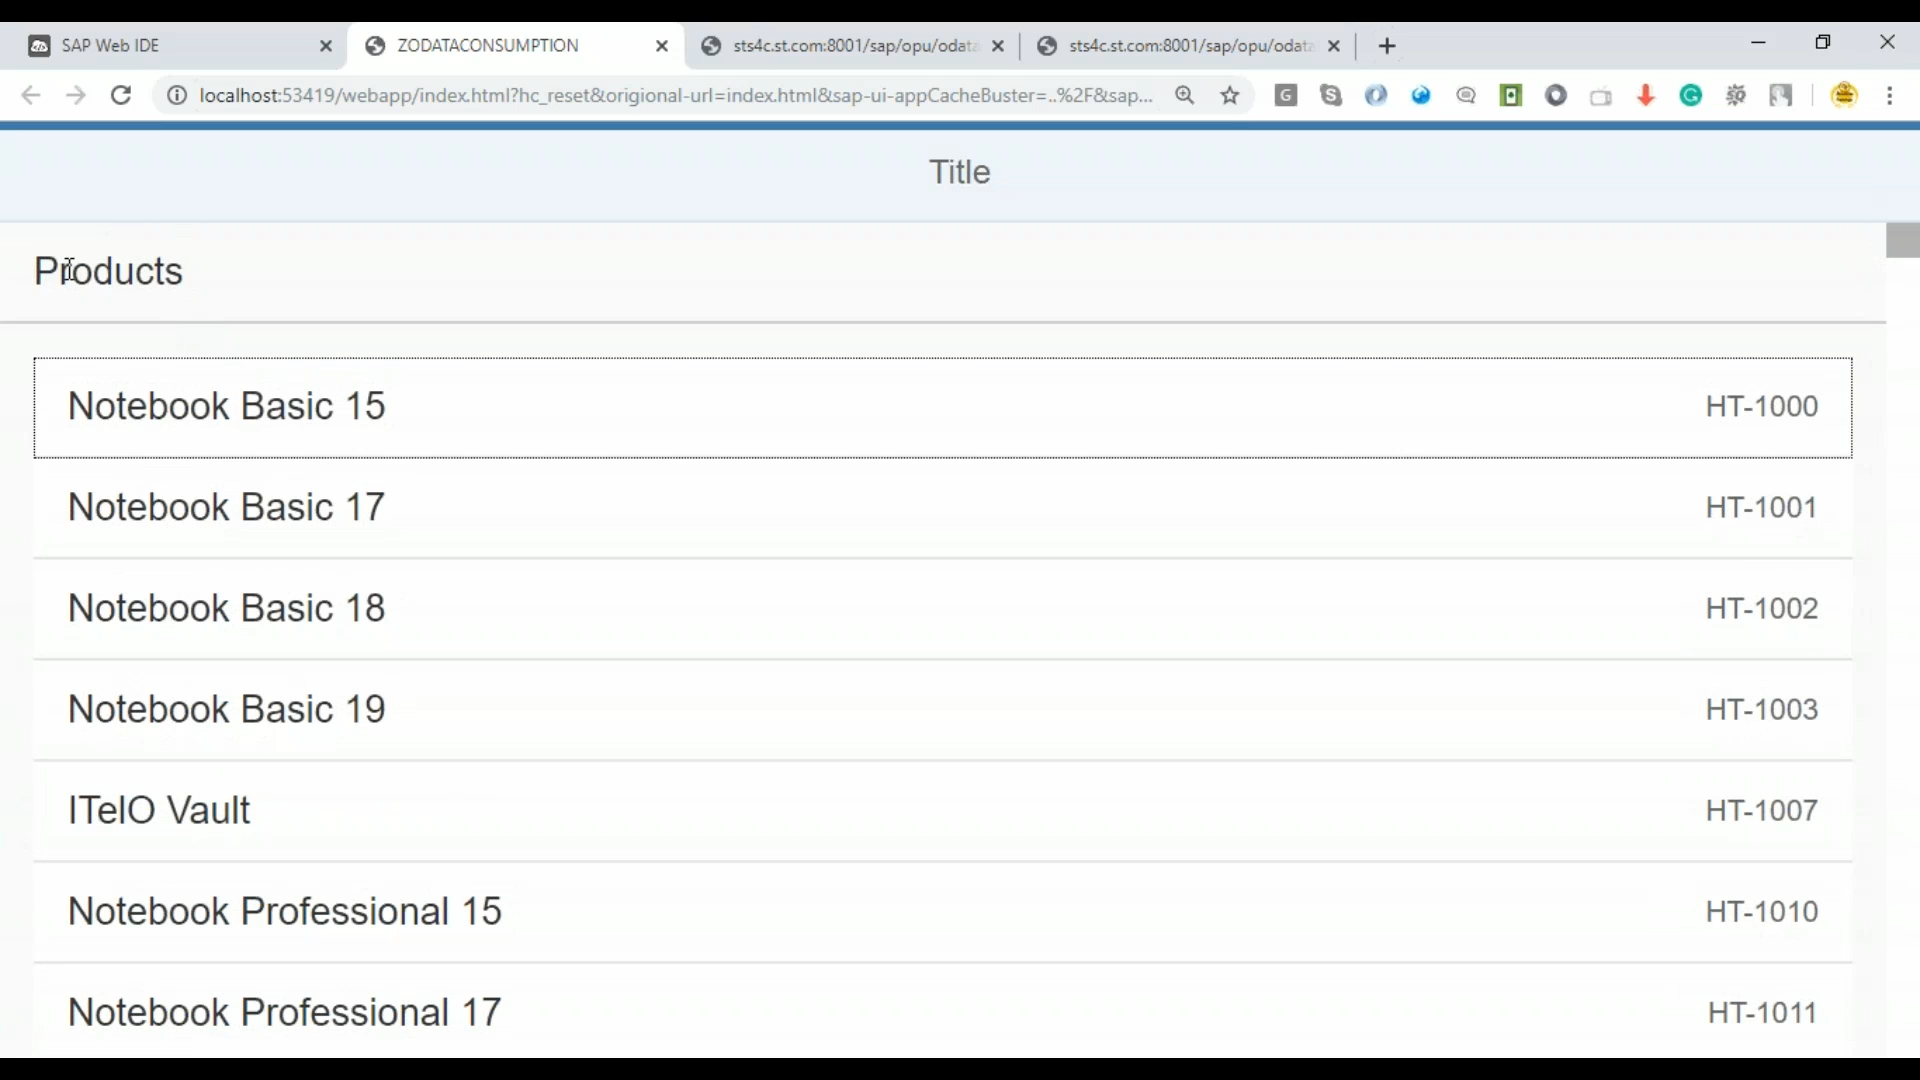 SAP Web IDE
ZODATACONSUMPTION
sts4c.st.com:8001/sap/opu/odata
sts4c.st.com:8001/sap/opu/odata
localhost:53419/webapp/index.html?hc_reset&origional-url=index.html&sap-ui-appCacheBuster=..%2F&sap...
Title
Products
Notebook Basic 15 HT-1000
Notebook Basic 17 HT-1001
Notebook Basic 18 HT-1002
Notebook Basic 19 HT-1003
ITelO Vault HT-1007
Notebook Professional 15 HT-1010
Notebook Professional 17 HT-1011